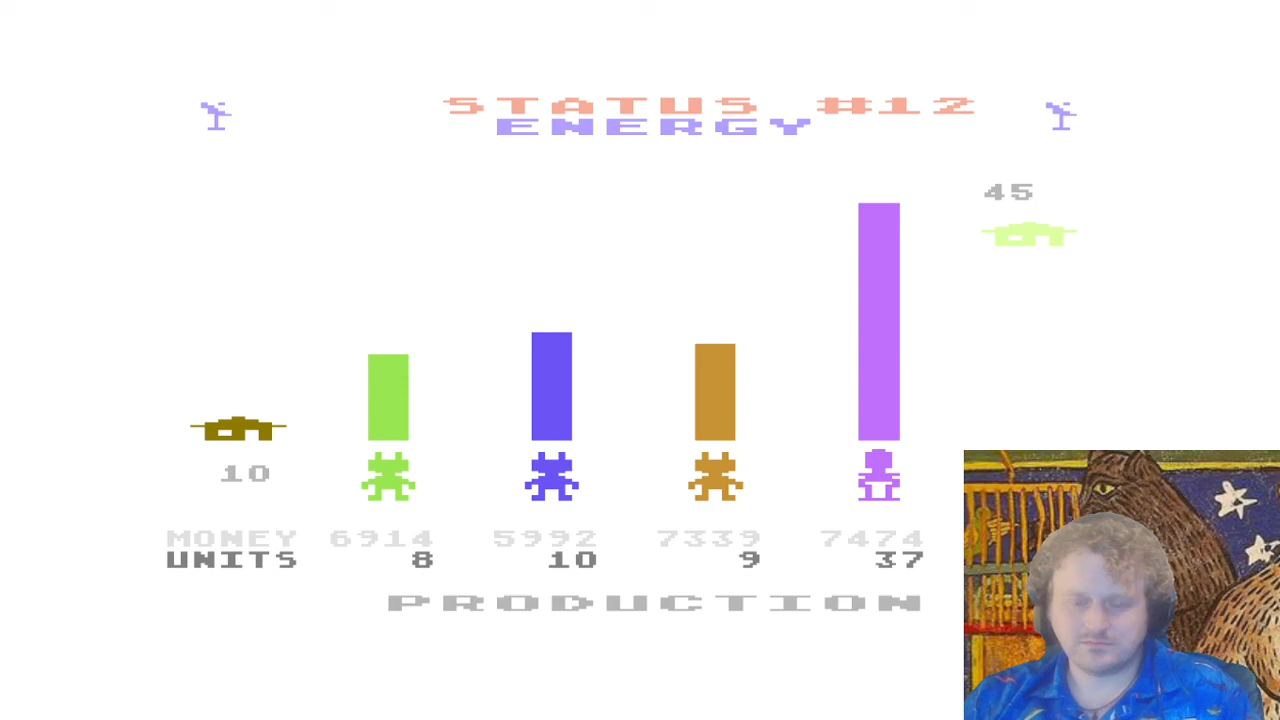 STATUS #12
ENERGY
45
10
MONEY 6914 5992 7339 7474
UNITS 8 10 9 37
PRODUCTION